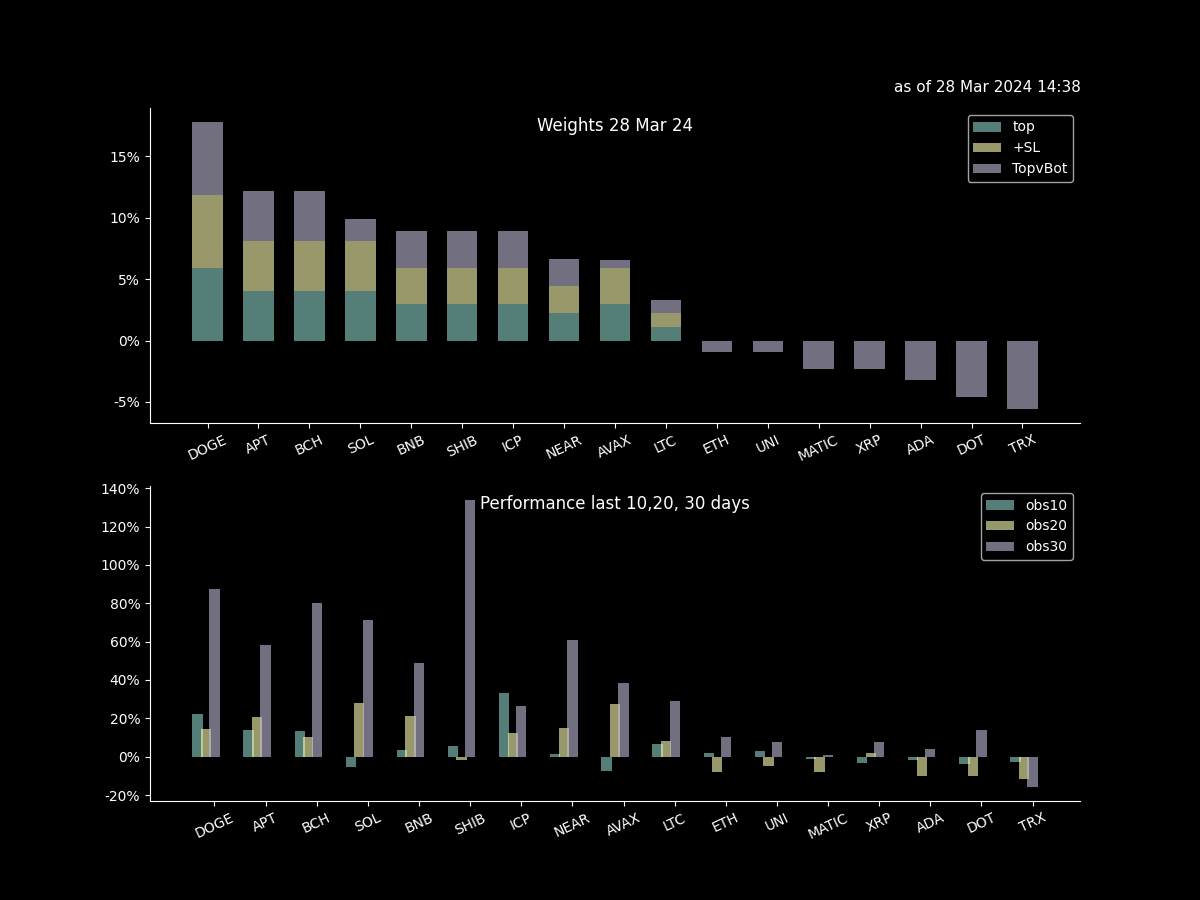 as of 28 Mar 2024 14:38
Weights 28 Mar 24
top
+SL
TopvBot
15%
10%
5%
0%
-5%
DOGE APT BCH SOL BNB SHIB ICP NEAR AVAX LTC ETH UNI MATIC XRP ADA DOT TRX
Performance last 10,20, 30 days
obs10
obs20
obs30
140%
120%
100%
80%
60%
40%
20%
0%
-20%
DOGE APT BCH SOL BNB SHIB ICP NEAR AVAX LTC ETH UNI MATIC XRP ADA DOT TRX